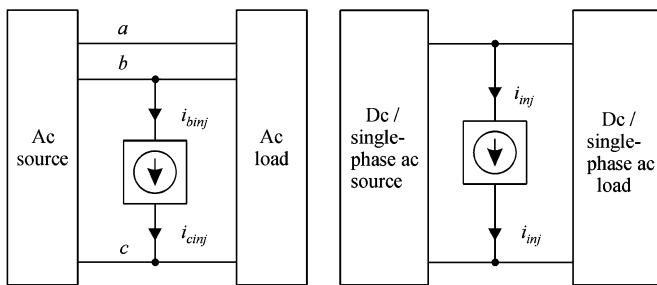 a
b
Ac
source
i_binj
i_cinj
Ac
load
c
Dc /
single-
phase ac
source
i_inj
i_inj
Dc /
single-
phase ac
load